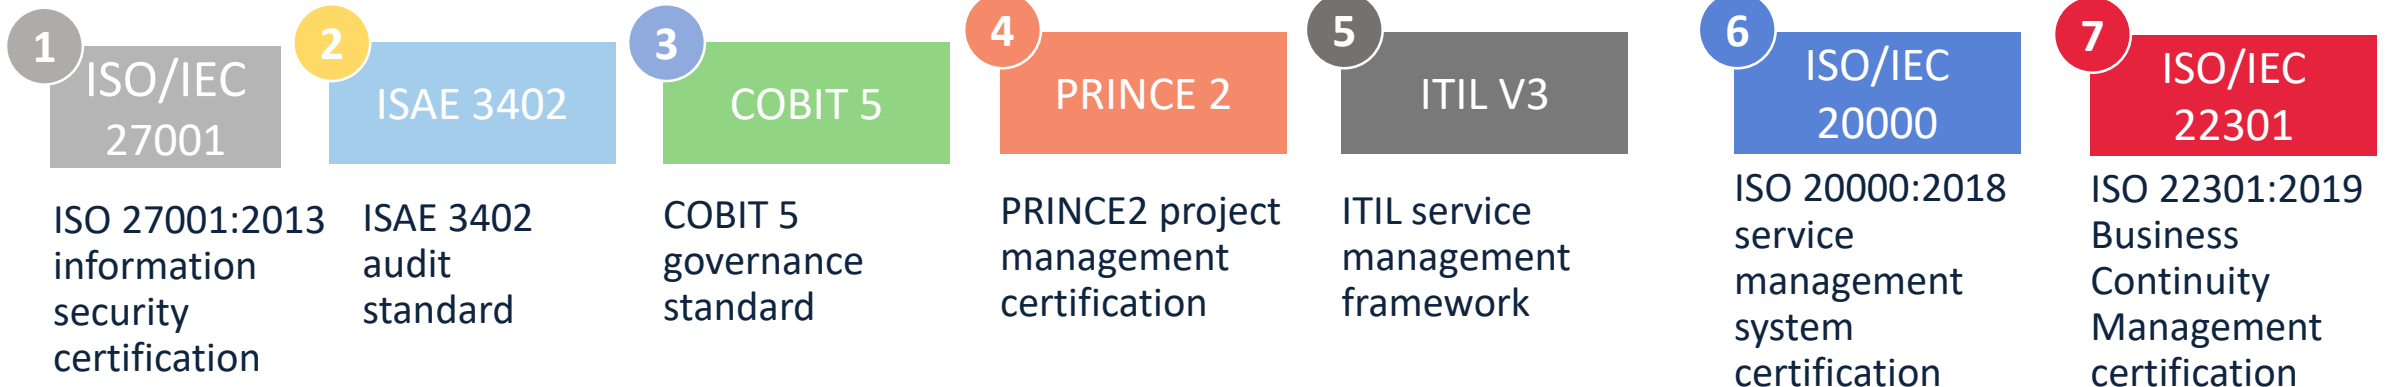 1
ISO/IEC
27001
ISO 27001:2013
information
security
certification
2
ISAE 3402
ISAE 3402
audit
standard
3
COBIT 5
COBIT 5
governance
standard
4
PRINCE 2
PRINCE2 project
management
certification
5
ITIL V3
ITIL service
management
framework
6
ISO/IEC
20000
ISO 20000:2018
service
management
system
certification
7
ISO/IEC
22301
ISO 22301:2019
Business
Continuity
Management
certification